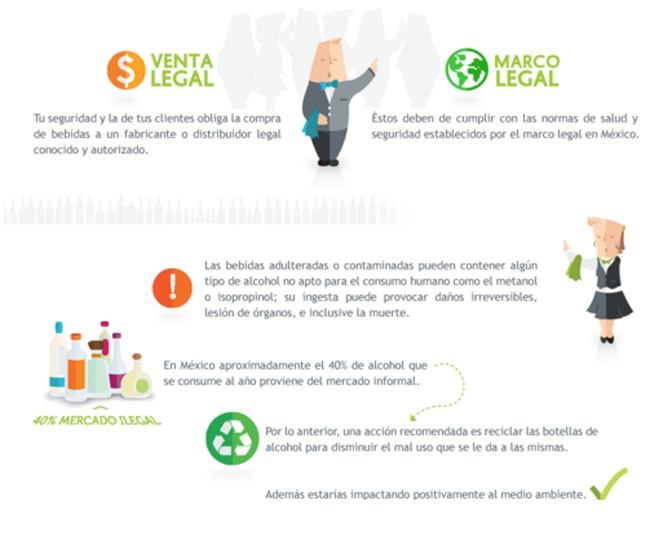 VENTA
LEGAL
MARCO
LEGAL
Tu seguridad y la de tus clientes obliga la compra
de bebidas a un fabricante o distribuidor legal
conocido y autorizado.
Éstos deben de cumplir con las normas de salud y
seguridad establecidos por el marco legal en México.
Las bebidas adulteradas o contaminadas pueden contener algún
tipo de alcohol no apto para el consumo humano como el metanol
o isopropinol; su ingesta puede provocar daños irreversibles,
lesión de órganos, e inclusive la muerte.
En México aproximadamente el 40% de alcohol que
se consume al año proviene del mercado informal.
40% MERCADO ILEGAL
Por lo anterior, una acción recomendada es reciclar las botellas de
alcohol para disminuir el mal uso que se le da a las mismas.
Además estarías impactando positivamente al medio ambiente.